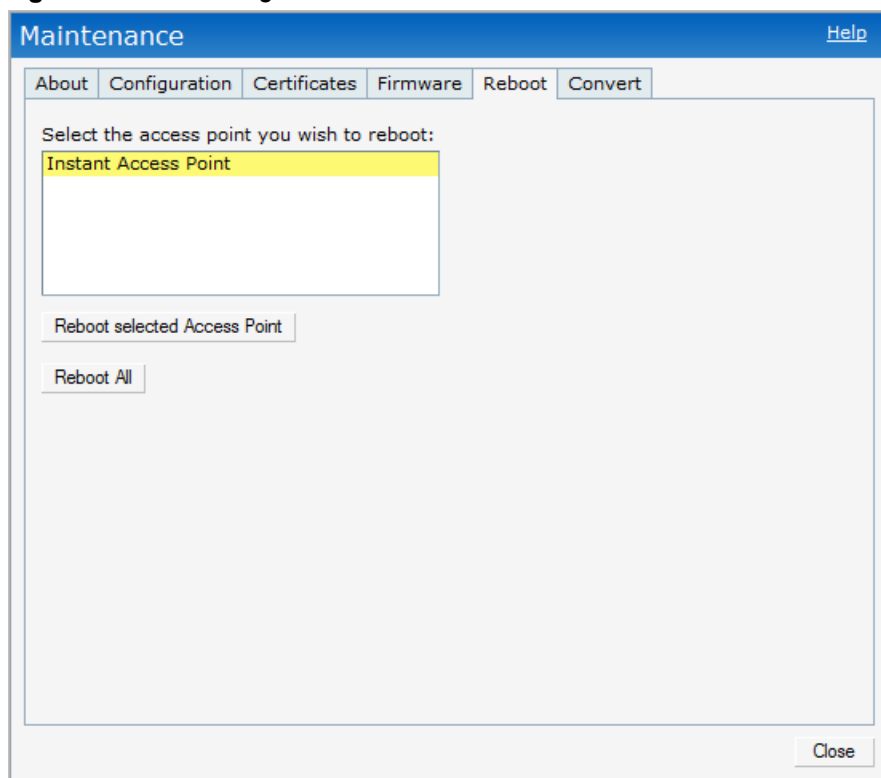 Maintenance Help
About Configuration Certificates Firmware Reboot Convert
Select the access point you wish to reboot:
Instant Access Point
Reboot selected Access Point
Reboot All
Close